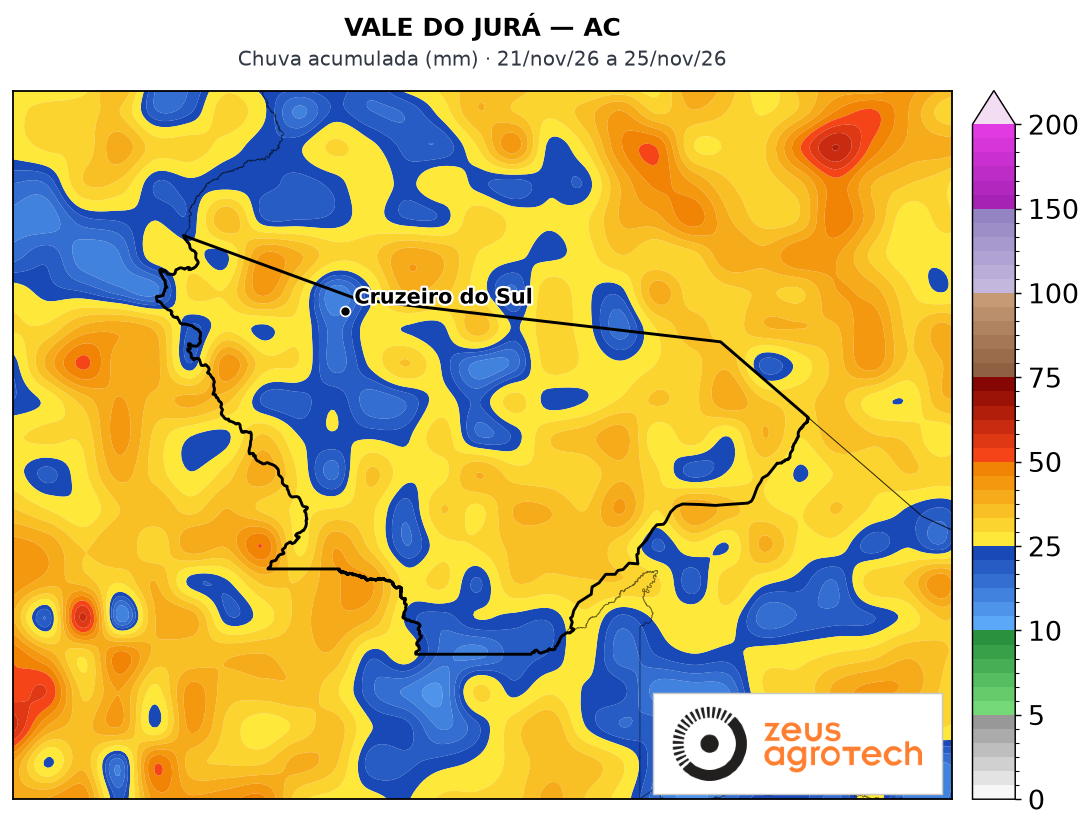 VALE DO JURÁ — AC
Chuva acumulada (mm) · 21/nov/26 a 25/nov/26
Cruzeiro do Sul
200
150
100
75
50
25
10
5
0
zeus
agrotech